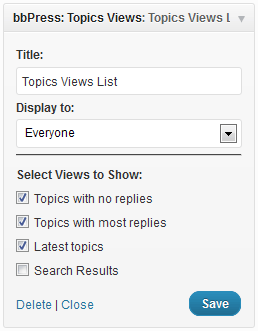 bbPress: Topics Views: Topics Views L
Title:
Topics Views List
Display to:
Everyone
Select Views to Show:
Topics with no replies
Topics with most replies
Latest topics
Search Results
Delete | Close
Save